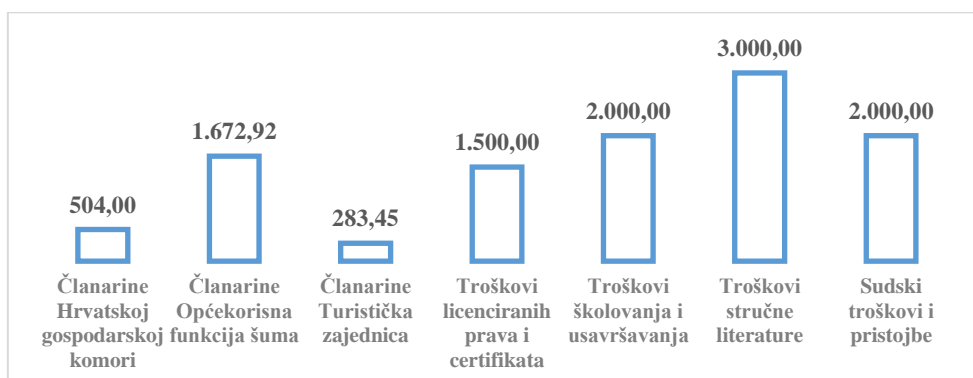 3.000,00
2.000,00
2.000,00
1.672,92
1.500,00
504,00
283,45
Članarine
Hrvatskoj
gospodarskoj
komori
Članarine
Općekorisna
funkcija šuma
Članarine
Turistička
zajednica
Troškovi
licenciranih
prava i
certifikata
Troškovi
školovanja i
usavršavanja
Troškovi
stručne
literature
Sudski
troškovi i
pristojbe